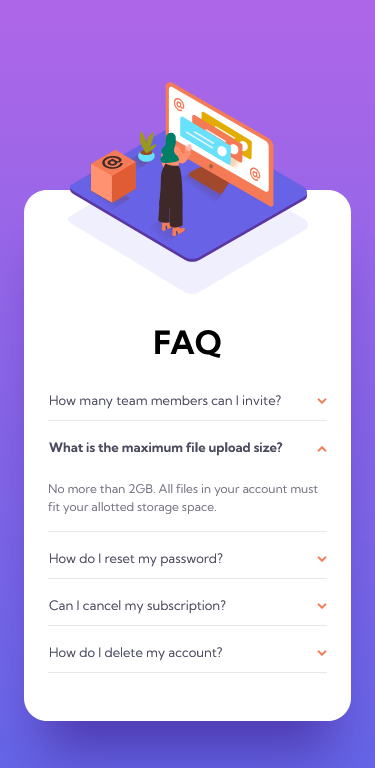 @
@
@
FAQ
How many team members can I invite?
What is the maximum file upload size?
No more than 2GB. All files in your account must
fit your allotted storage space.
How do I reset my password?
Can I cancel my subscription?
How do I delete my account?